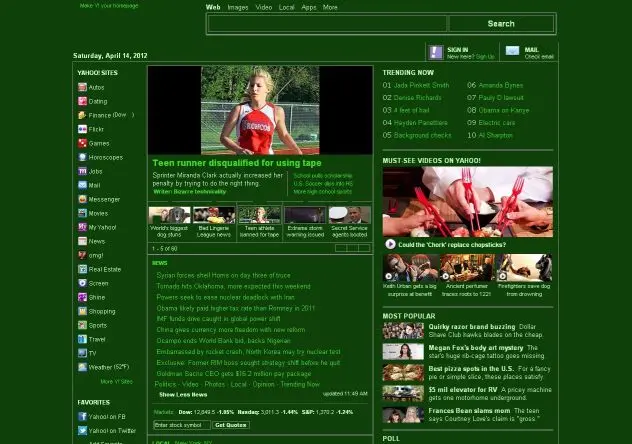 Make Y! your homepage
Web Images Video Local Apps More
Search
Saturday, April 14, 2012
SIGN IN
New here? Sign Up
MAIL
Check email
YAHOO! SITES
Autos
Dating
Finance (Dow )
Flickr
Games
Horoscopes
Jobs
Mail
Messenger
Movies
My Yahoo!
News
omg!
Real Estate
Screen
Shine
Shopping
Sports
Travel
TV
Weather (52°F)
More Y! Sites
FAVORITES
Yahoo! on FB
Yahoo! on Twitter
Add Favorites
Teen runner disqualified for using tape
Sprinter Miranda Clark actually increased her
penalty by trying to do the right thing.
Written Bizarre technicality
School pulls scholarship
U.S. Soccer digs into HS
More high school sports
World's biggest
dog stuns
Bad Lingerie
League news
Teen athlete
banned for tape
Extreme storm
warning issued
Secret Service
agents booted
1 - 5 of 60
NEWS
Syrian forces shell Homs on day three of truce
Tornado hits Oklahoma, more expected this weekend
Powers seek to ease nuclear deadlock with Iran
Obama likely paid higher tax rate than Romney in 2011
IMF funds drive caught in global power shift
China gives currency more freedom with new reform
Ocampo ends World Bank bid, backs Nigerian
Embarrassed by rocket crash, North Korea may try nuclear test
Exclusive: Former RIM boss sought strategy shift before he quit
Goldman Sachs CEO gets $16.2 million pay package
Politics - Video - Photos - Local - Opinion - Trending Now
Show Less News
updated 11:49 AM
Markets: Dow: 12,849.5 -1.05% Nasdaq: 3,011.3 -1.44% S&P: 1,370.2 -1.24%
Enter stock symbol
Get Quotes
LOCAL
TRENDING NOW
01 Jada Pinkett Smith
02 Denise Richards
03 A feet of hail
04 Hayden Panettiere
05 Background checks
06 Amanda Bynes
07 Pauly D lawsuit
08 Obama on Kanye
09 Electric cars
10 Al Sharpton
MUST-SEE VIDEOS ON YAHOO!
Could the 'Chork' replace chopsticks?
Keith Urban gets a big
surprise at benefit
Ancient perfumer
traces roots to 1221
Firefighters save dog
from drowning
MOST POPULAR
Quirky razor brand buzzing Dollar
Shave Club hawks blades on the cheap.
Megan Fox's body art mystery The
star's huge rib-cage tattoo goes missing.
Best pizza spots in the U.S. For a fancy
pie or simple slice, these places satisfy.
$5 mil elevator for RV A pricey machine
gets one motorhome underground.
Frances Bean slams mom The teen
says Courtney Love's claim is "gross."
POLL